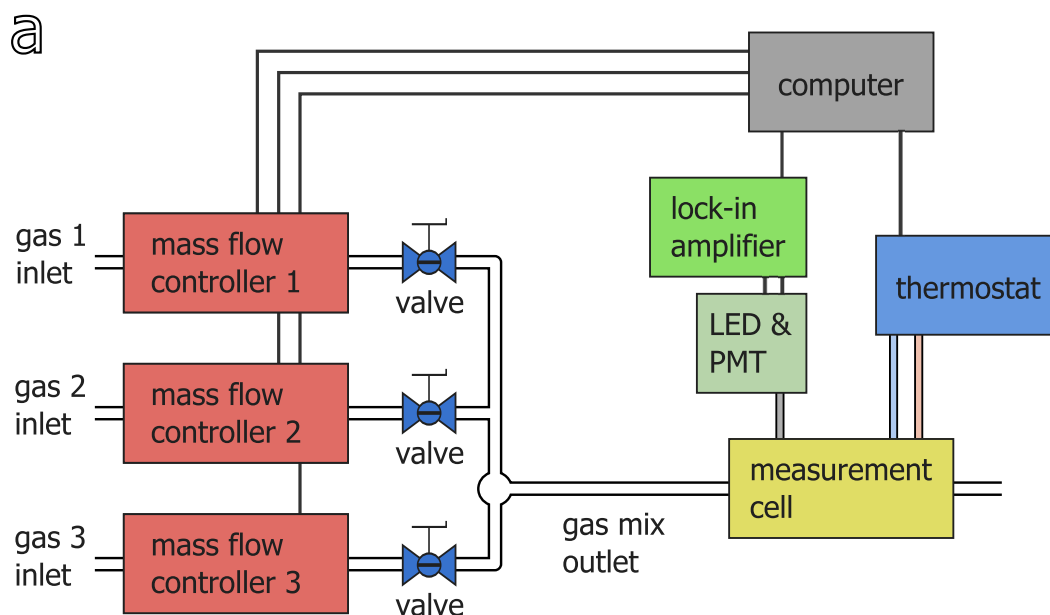 a
computer
lock-in
amplifier
gas 1
inlet
mass flow
controller 1
valve
thermostat
LED &
PMT
gas 2
inlet
mass flow
controller 2
valve
measurement
cell
gas mix
outlet
gas 3
inlet
mass flow
controller 3
valve